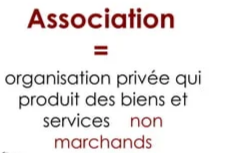 Association
=
organisation privée qui
produit des biens et
services non
marchands